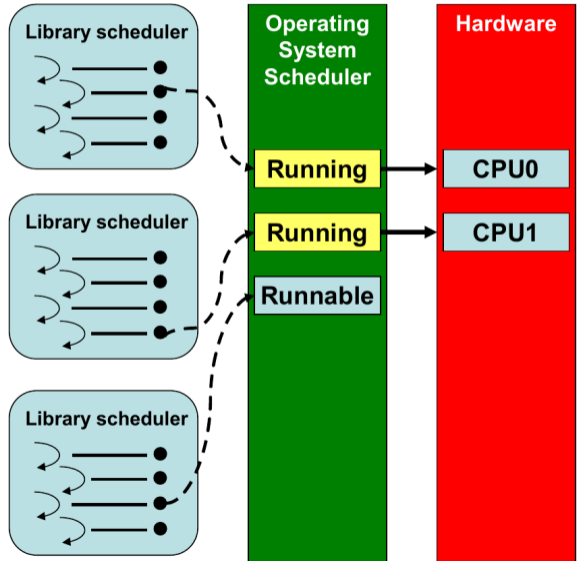 Library scheduler
Library scheduler
Library scheduler
Operating
System
Scheduler
Running
Running
Runnable
Hardware
CPU0
CPU1